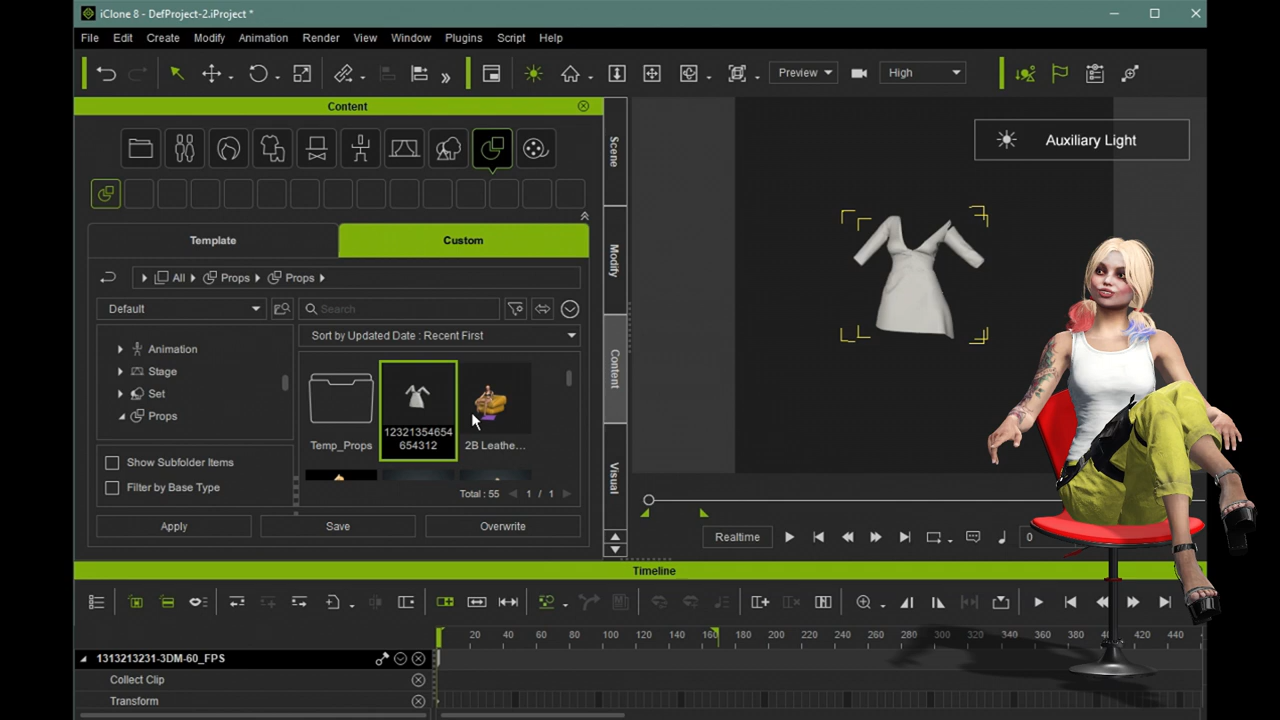 iClone 8 - DefProject-2.iProject *
File Edit Create Modify Animation Render View Window Plugins Script Help
Preview High
Content
Scene
Modify
Content
Visual
Auxiliary Light
Template Custom
All Props Props
Default Search
Sort by Updated Date : Recent First
Animation
Stage
Set
Props
Temp_Props
12321354654
654312
2B Leathe...
Show Subfolder Items
Filter by Base Type
Total : 55 1 / 1
Apply Save Overwrite
Realtime 0
Timeline
20 40 60 80 100 120 140 160 180 200 220 240 260 280 300 320 340 360 380 400 420 440
1313213231-3DM-60_FPS
Collect Clip
Transform